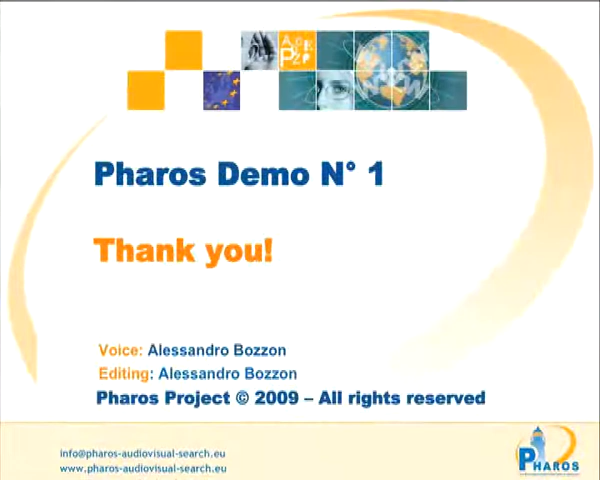 Pharos Demo N° 1
Thank you!
Voice: Alessandro Bozzon
Editing: Alessandro Bozzon
Pharos Project © 2009 – All rights reserved
info@pharos-audiovisual-search.eu
www.pharos-audiovisual-search.eu
PHAROS